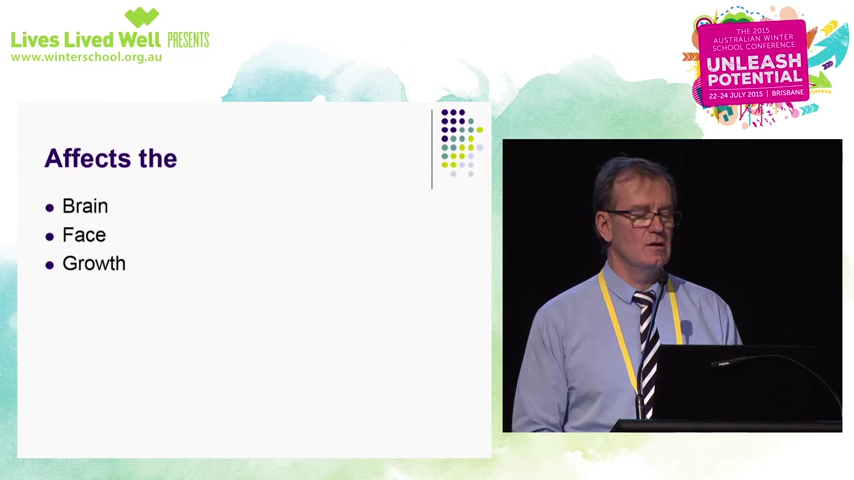 Lives Lived Well PRESENTS
www.winterschool.org.au
THE 2015
AUSTRALIAN WINTER
SCHOOL CONFERENCE
UNLEASH
POTENTIAL
22-24 JULY 2015 | BRISBANE
Affects the
Brain
Face
Growth